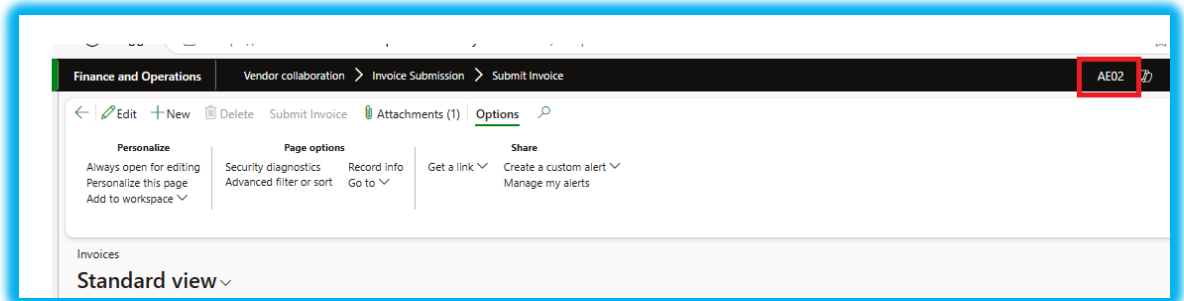 Finance and Operations Vendor collaboration > Invoice Submission > Submit Invoice AE02
Edit New Delete Submit Invoice Attachments (1) Options
Personalize Page options Share
Always open for editing Security diagnostics Record info Get a link Create a custom alert
Personalize this page Advanced filter or sort Go to Manage my alerts
Add to workspace
Invoices
Standard view